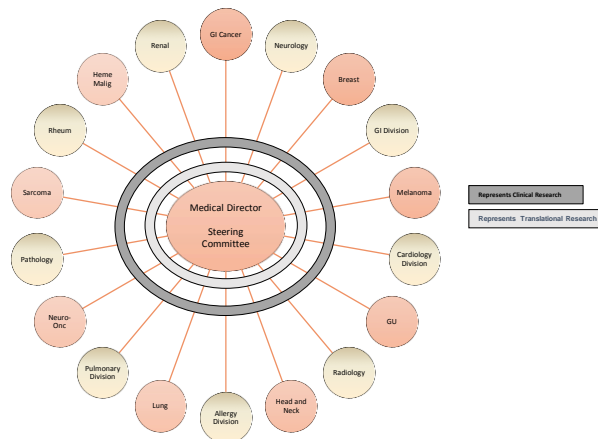 GI Cancer
Neurology
Breast
GI Division
Melanoma
Cardiology
Division
GU
Radiology
Head and
Neck
Allergy
Division
Lung
Pulmonary
Division
Neuro-
Onc
Pathology
Sarcoma
Rheum
Heme
Malig
Renal
Medical Director
Steering
Committee
Represents Clinical Research
Represents Translational Research